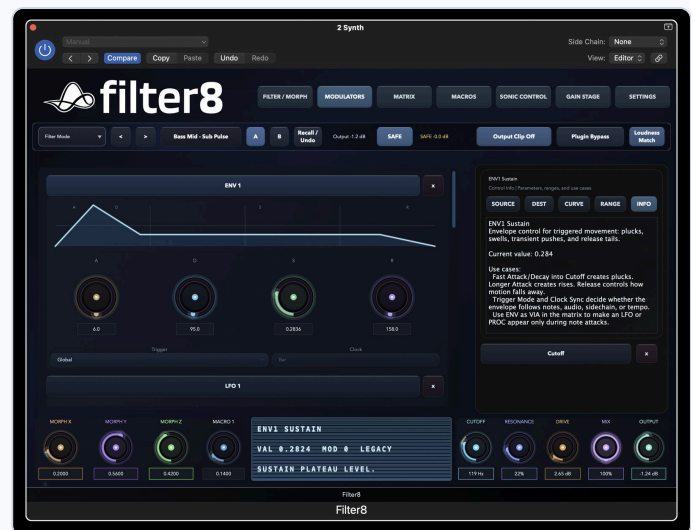 2 Synth
Manual
Side Chain: None
< > Compare Copy Paste Undo Redo
View: Editor
filter8
FILTER / MORPH MODULATORS MATRIX MACROS SONIC CONTROL GAIN STAGE SETTINGS
Filter Mode < > Bass Mid - Sub Pulse A B Recall / Undo Output -1.2 dB SAFE SAFE -0.0 dB Output Clip Off Plugin Bypass Loudness Match
ENV 1 x
A D S R
A D S R
6.0 95.0 0.2836 158.0
Trigger Clock
Global Bar
LFO 1 x
ENV1 Sustain
Control info | Parameters, ranges, and use cases
SOURCE DEST CURVE RANGE INFO
ENV1 Sustain
Envelope control for triggered movement: plucks,
swells, transient pushes, and release tails.
Current value: 0.284
Use cases:
Fast Attack/Decay into Cutoff creates plucks.
Longer Attack creates rises. Release controls how
motion falls away.
Trigger Mode and Clock Sync decide whether the
envelope follows notes, audio, sidechain, or tempo.
Use ENV as VIA in the matrix to make an LFO or
PROC appear only during note attacks.
Cutoff x
MORPH X MORPH Y MORPH Z MACRO 1
0.2000 0.5600 0.4200 0.1400
ENV1 SUSTAIN
VAL 0.2824 MOD 0 LEGACY
SUSTAIN PLATEAU LEVEL.
CUTOFF RESONANCE DRIVE MIX OUTPUT
119 Hz 22% 2.65 dB 100% -1.24 dB
Filter8
Filter8